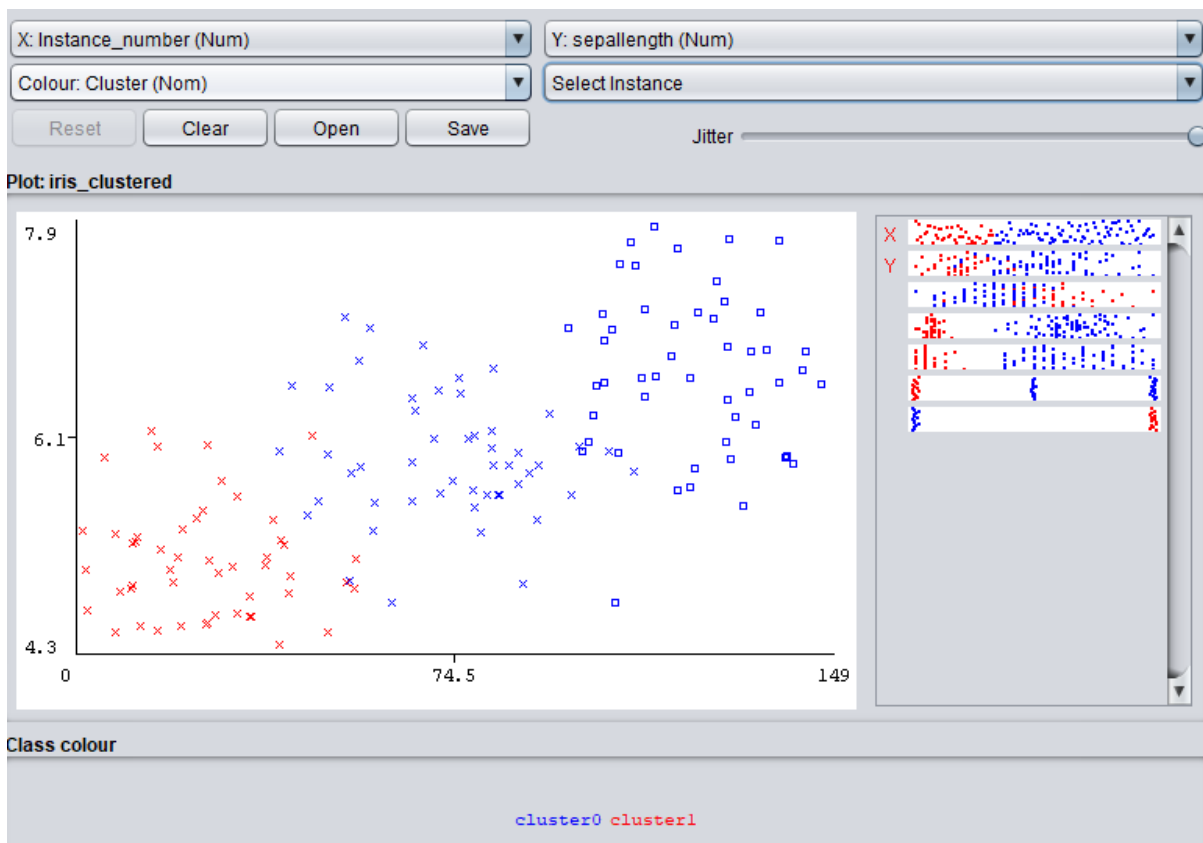 X: Instance_number (Num) Y: sepallength (Num)
Colour: Cluster (Nom) Select Instance
Reset Clear Open Save Jitter
Plot: iris_clustered
7.9
X
Y
6.1
4.3
0 74.5 149
Class colour
cluster0 cluster1